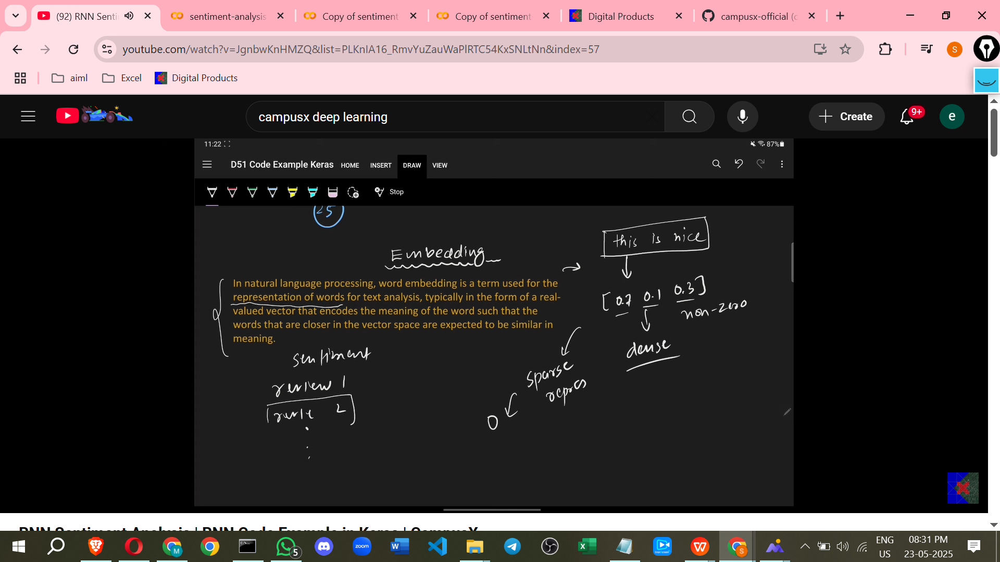 (92) RNN Senti
sentiment-analysis
Copy of sentiment
Copy of sentiment
Digital Products
campusx-official (c
youtube.com/watch?v=JgnbwKnHMZQ&list=PLKnIA16_RmvYuZauWaPlRTC54KxSNLtNn&index=57
S
aiml
Excel
Digital Products
campusx deep learning
Create
9+
e
11:22
87%
D51 Code Example Keras
HOME
INSERT
DRAW
VIEW
Stop
25
Embedding
this is nice
In natural language processing, word embedding is a term used for the
representation of words for text analysis, typically in the form of a real-
valued vector that encodes the meaning of the word such that the
words that are closer in the vector space are expected to be similar in
meaning.
[0.7 0.1 0.3]
non-zero
dense
sparse
repres
0
sentiment
review 1
2
RNN Sentiment Analysis | RNN Code Example in Keras | CampusX
M
5
zoom
S
ENG
US
08:31 PM
23-05-2025